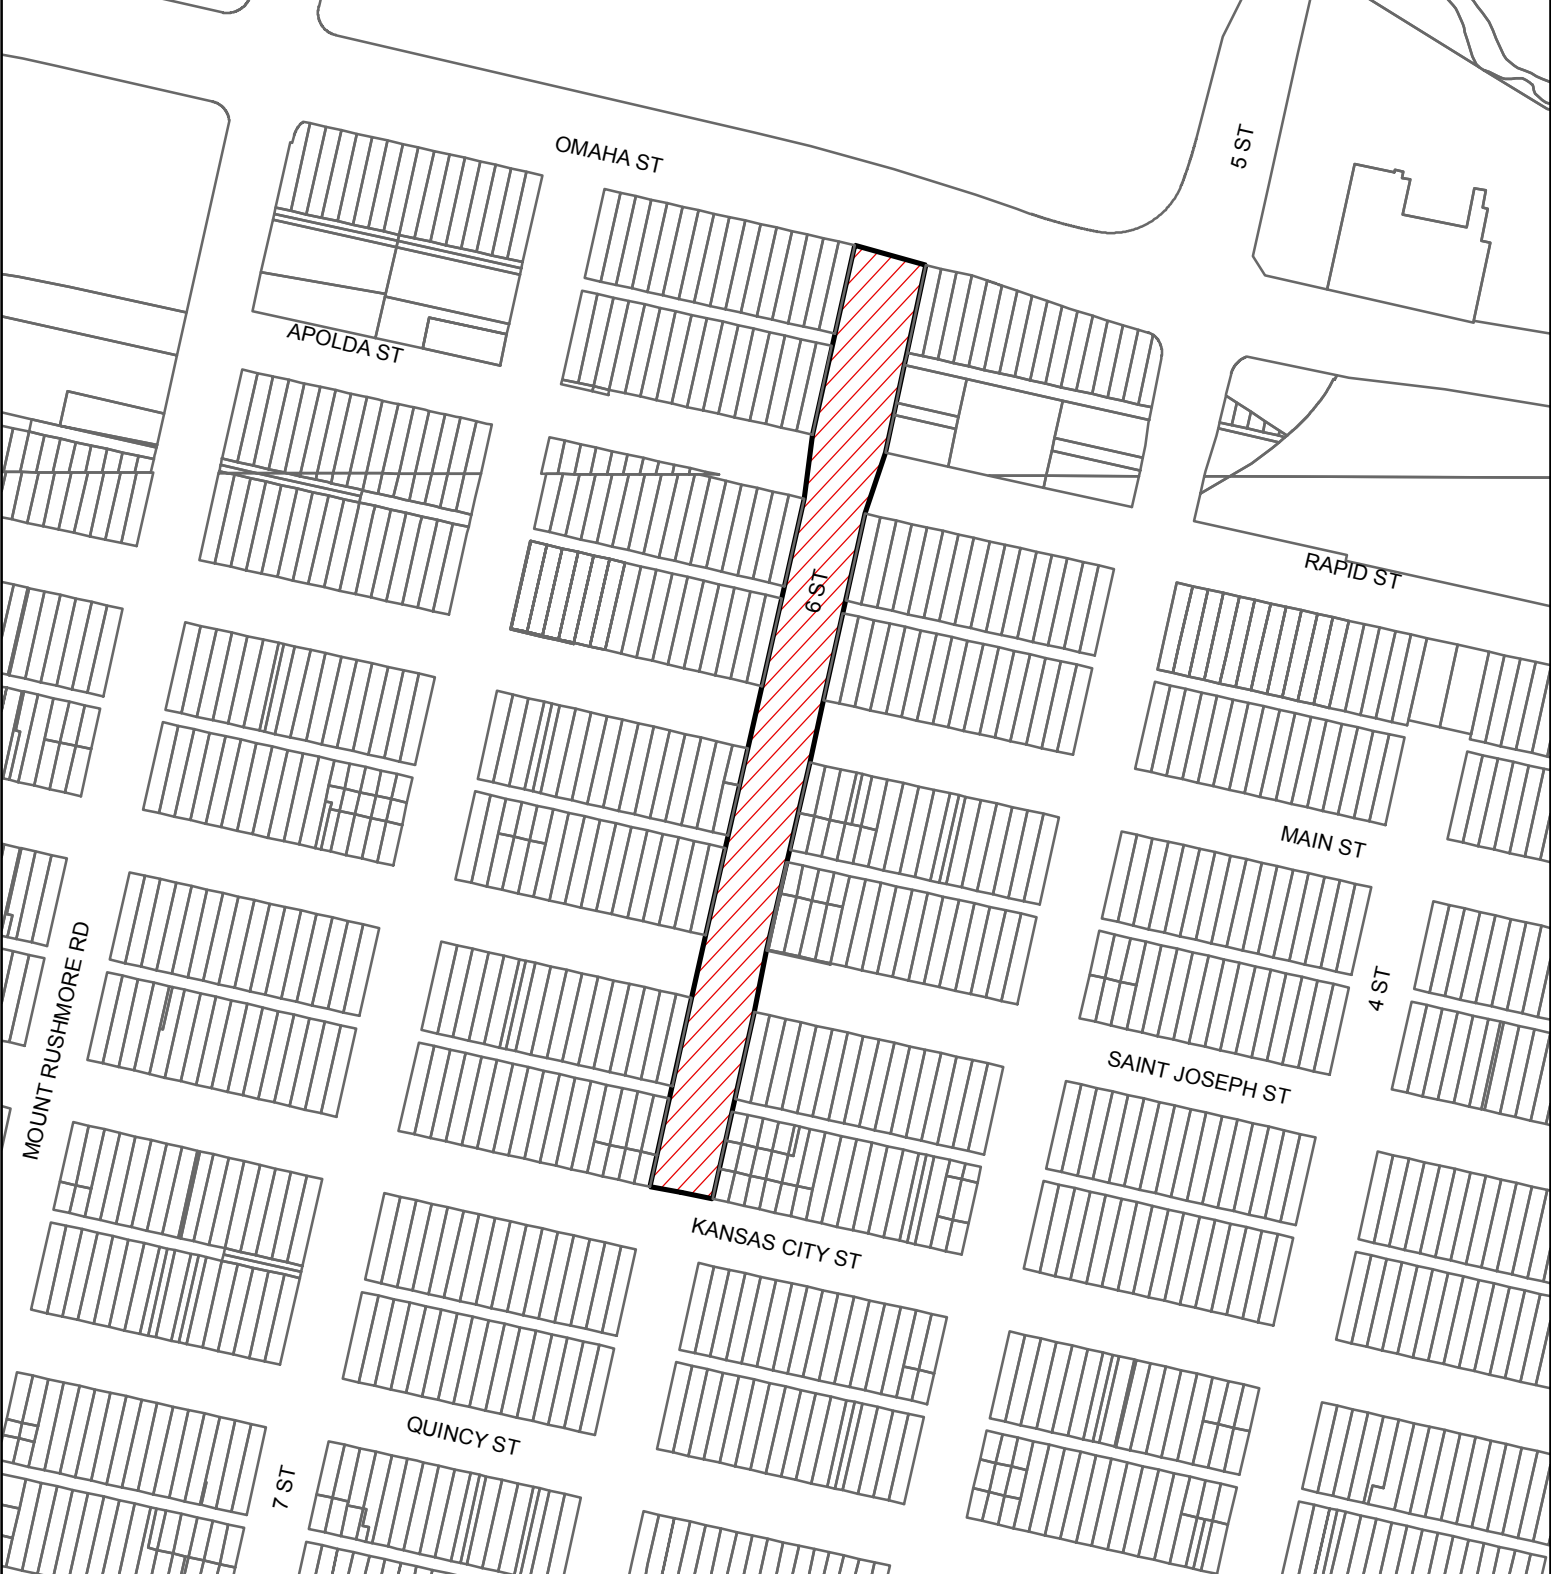 5 ST
OMAHA ST
APOLDA ST
RAPID ST
6 ST
MAIN ST
MOUNT RUSHMORE RD
4 ST
SAINT JOSEPH ST
KANSAS CITY ST
QUINCY ST
7 ST